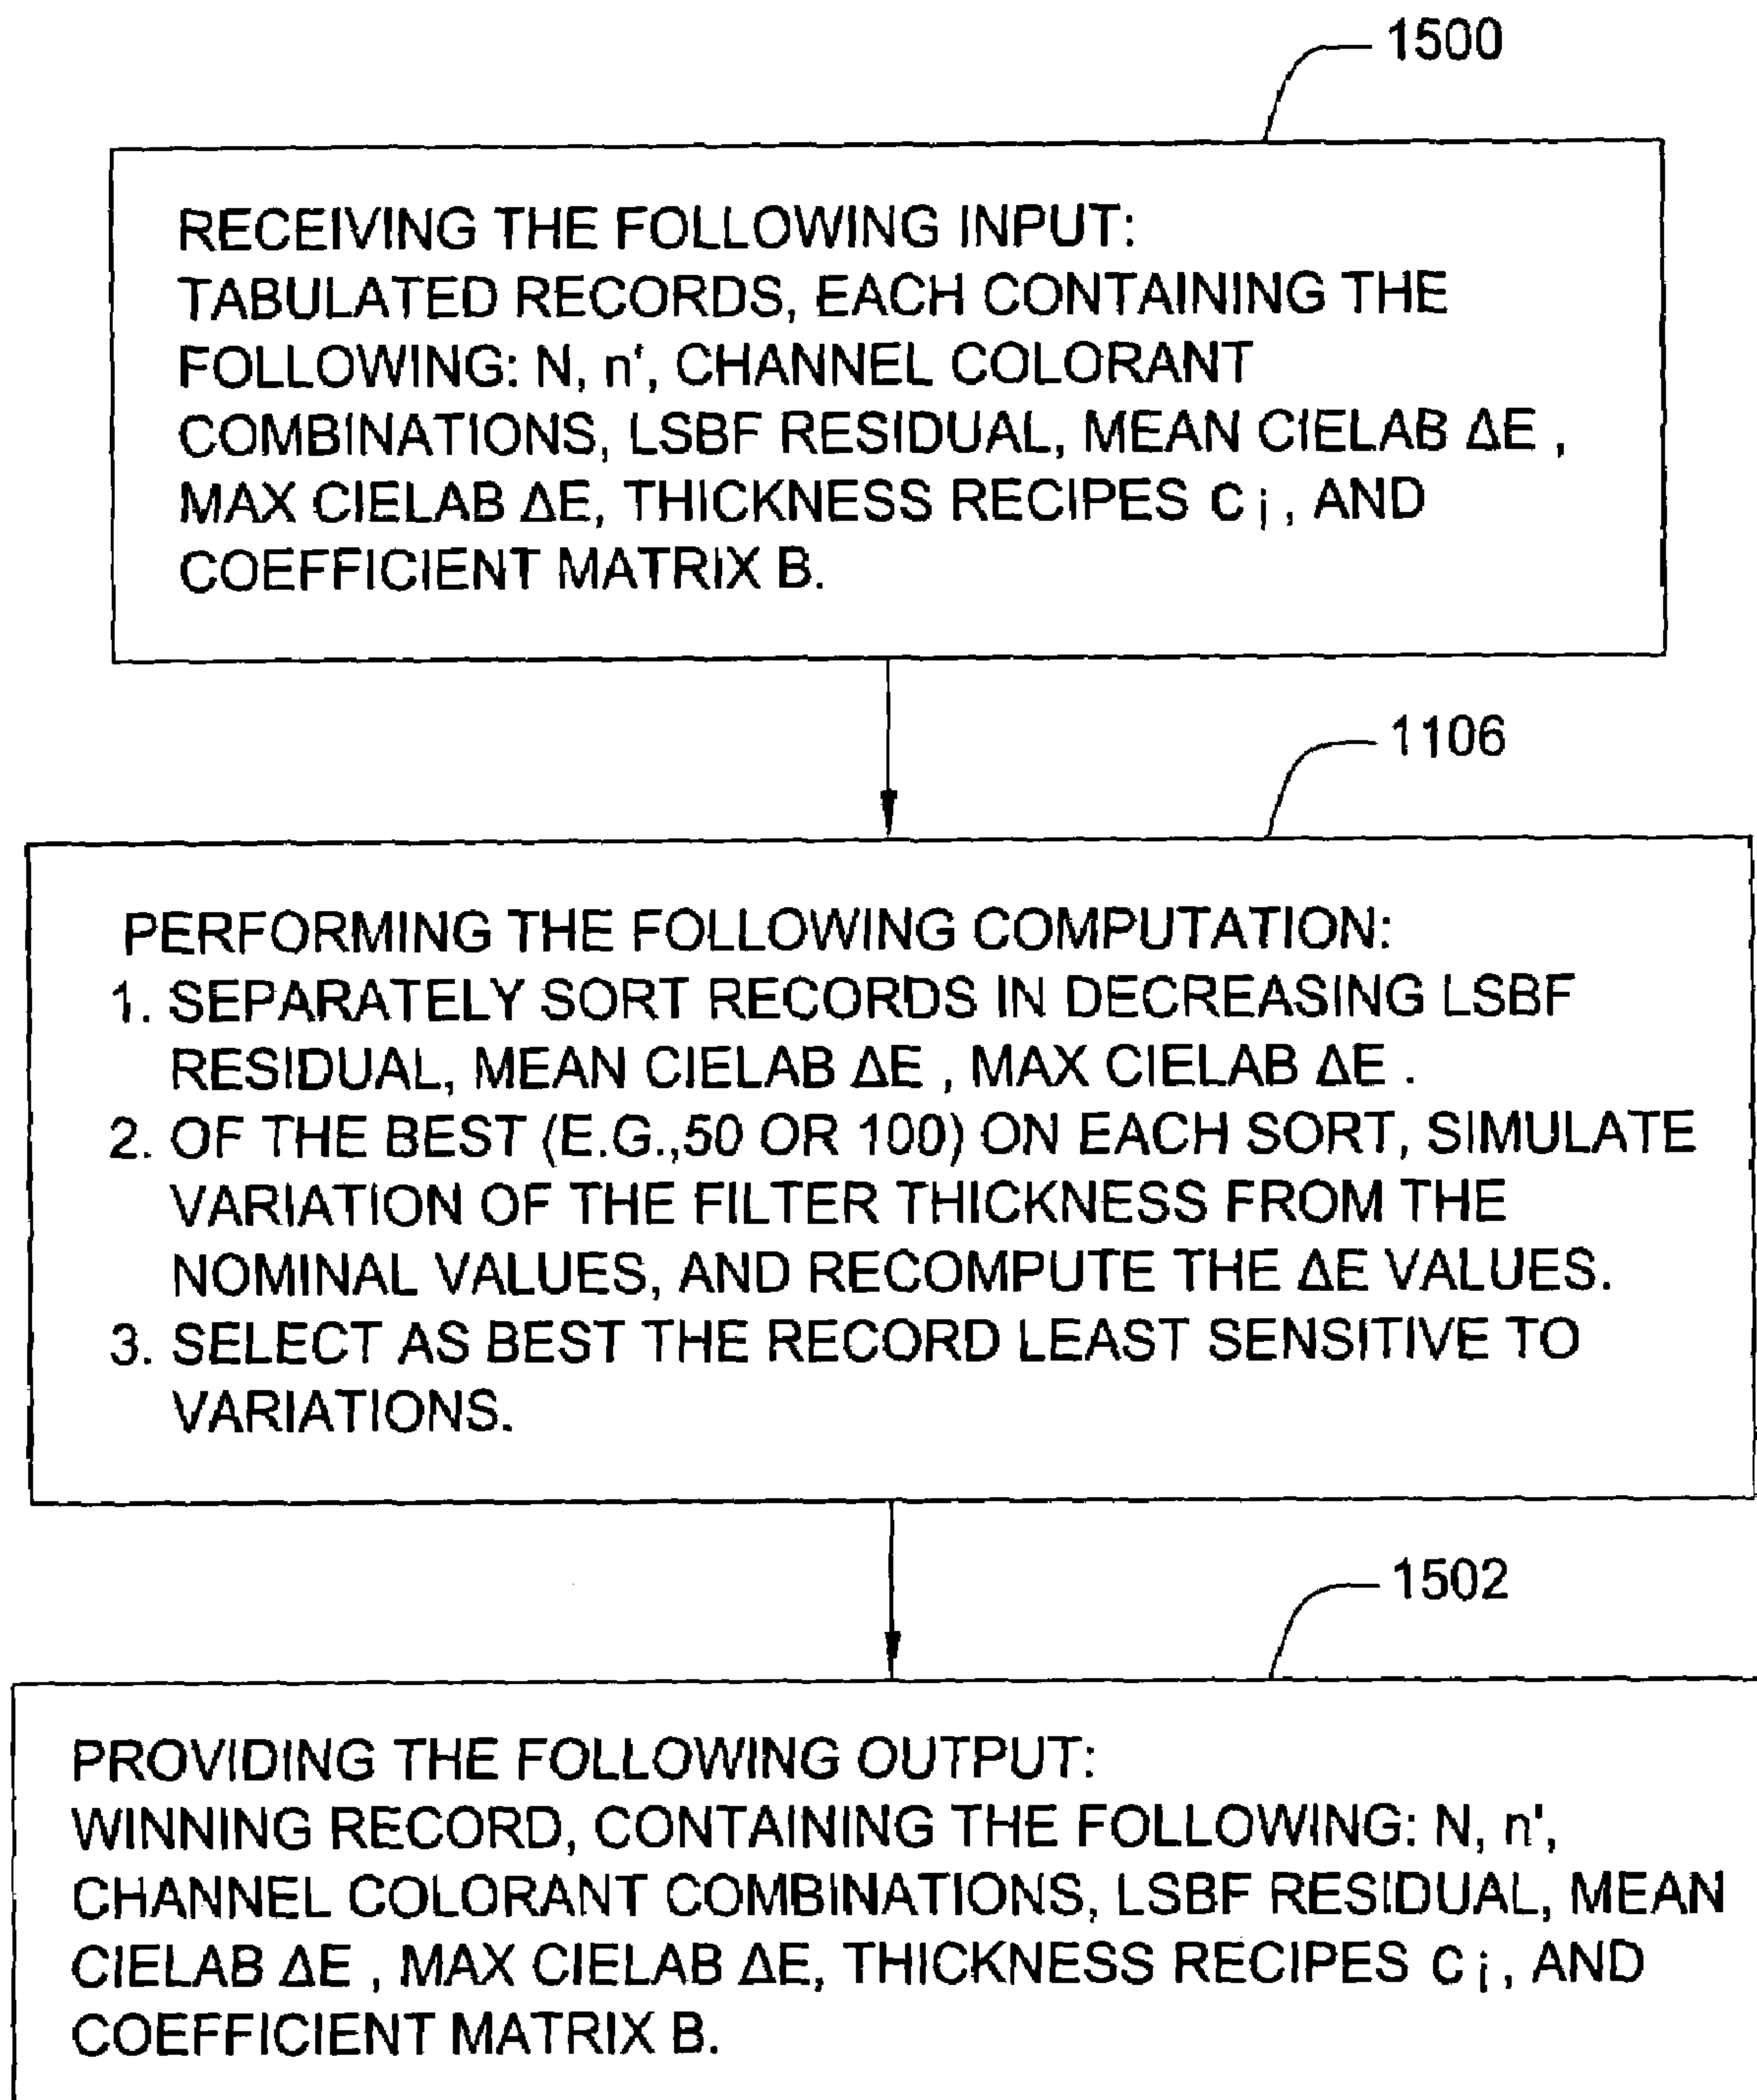 1500
RECEIVING THE FOLLOWING INPUT:
TABULATED RECORDS, EACH CONTAINING THE
FOLLOWING: N, n', CHANNEL COLORANT
COMBINATIONS, LSBF RESIDUAL, MEAN CIELAB ΔE ,
MAX CIELAB ΔE, THICKNESS RECIPES c i , AND
COEFFICIENT MATRIX B.
1106
PERFORMING THE FOLLOWING COMPUTATION:
1. SEPARATELY SORT RECORDS IN DECREASING LSBF
RESIDUAL, MEAN CIELAB ΔE , MAX CIELAB ΔE .
2. OF THE BEST (E.G.,50 OR 100) ON EACH SORT, SIMULATE
VARIATION OF THE FILTER THICKNESS FROM THE
NOMINAL VALUES, AND RECOMPUTE THE ΔE VALUES.
3. SELECT AS BEST THE RECORD LEAST SENSITIVE TO
VARIATIONS.
1502
PROVIDING THE FOLLOWING OUTPUT:
WINNING RECORD, CONTAINING THE FOLLOWING: N, n',
CHANNEL COLORANT COMBINATIONS, LSBF RESIDUAL, MEAN
CIELAB ΔE , MAX CIELAB ΔE, THICKNESS RECIPES c i , AND
COEFFICIENT MATRIX B.